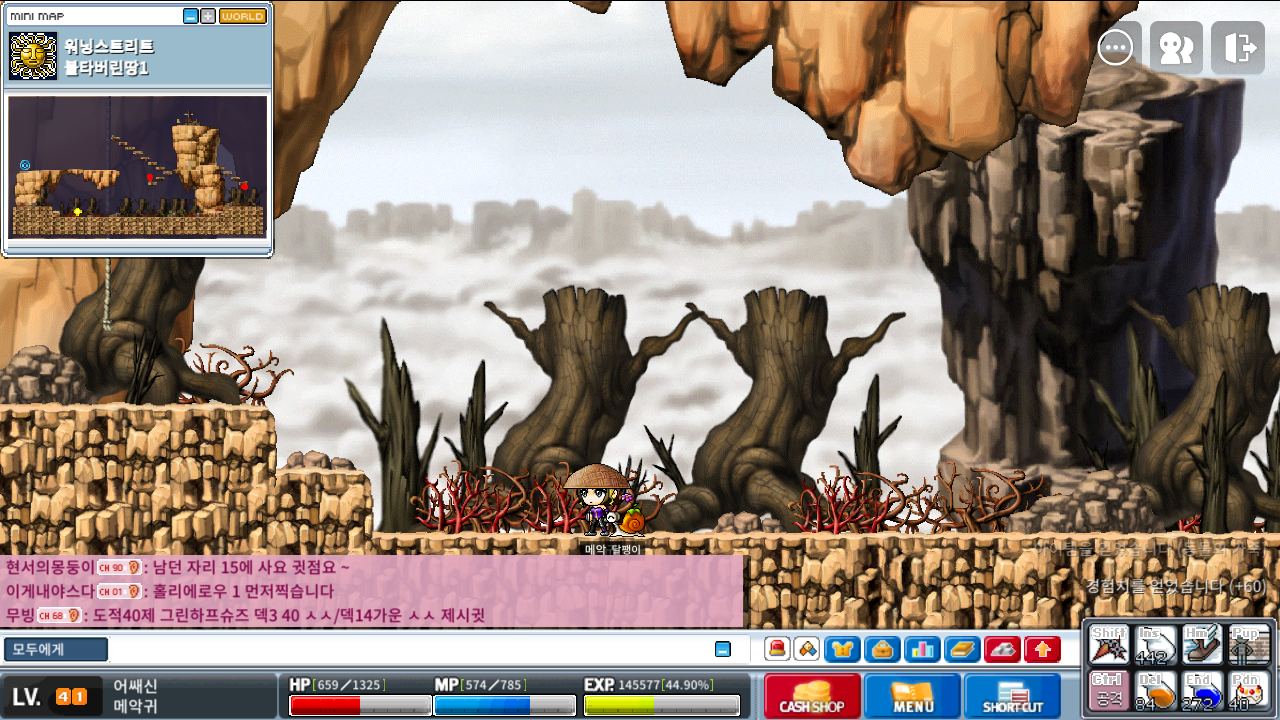 MINI MAP
WORLD
워닝스트리트
불타버린땅1
메악 달팽이
경험치를 얻었습니다 (+60)
현서의몽둥이 CH 90 : 남던 자리 15에 사요 귓점요 ~
이게내야스다 CH 01 : 홀리에로우 1 먼저찍습니다
무빙 CH 68 : 도적40제 그린하프슈즈 덱3 40 ㅅㅅ/덱14가운 ㅅㅅ 제시귓
모두에게
Shift Ins Hm Pup
442
Ctrl Del End Pdn
공격 84 272 40
LV. 41
어쌔신
메악귀
HP [659/1325] MP [574/785] EXP. 145577 [44.90%]
CASH SHOP MENU SHORT CUT